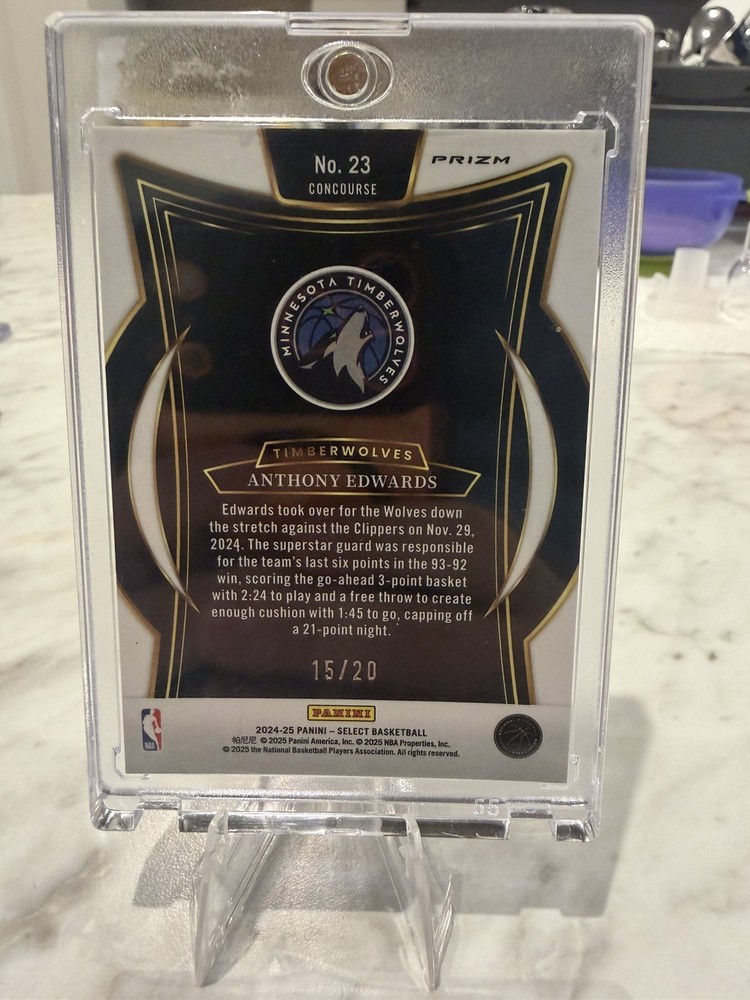 No. 23
CONCOURSE
PRIZM
MINNESOTA TIMBERWOLVES
TIMBERWOLVES
ANTHONY EDWARDS
Edwards took over for the Wolves down
the stretch against the Clippers on Nov. 29,
2024. The superstar guard was responsible
for the team's last six points in the 93-92
win, scoring the go-ahead 3-point basket
with 2:24 to play and a free throw to create
enough cushion with 1:45 to go, capping off
a 21-point night.
15/20
PANINI
2024-25 PANINI – SELECT BASKETBALL
帕尼尼 © 2025 Panini America, Inc. © 2025 NBA Properties, Inc.
© 2025 the National Basketball Players Association. All rights reserved.
NBA
55